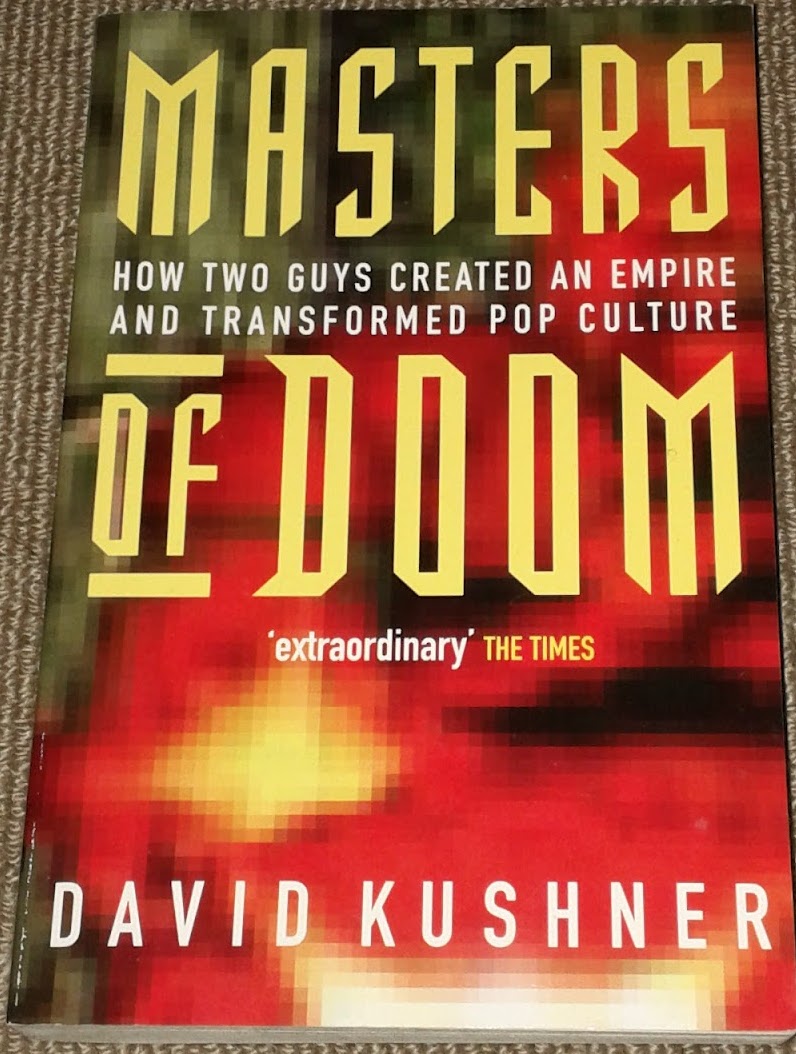 MASTERS
HOW TWO GUYS CREATED AN EMPIRE
AND TRANSFORMED POP CULTURE
OF DOOM
‘extraordinary’ THE TIMES
DAVID KUSHNER